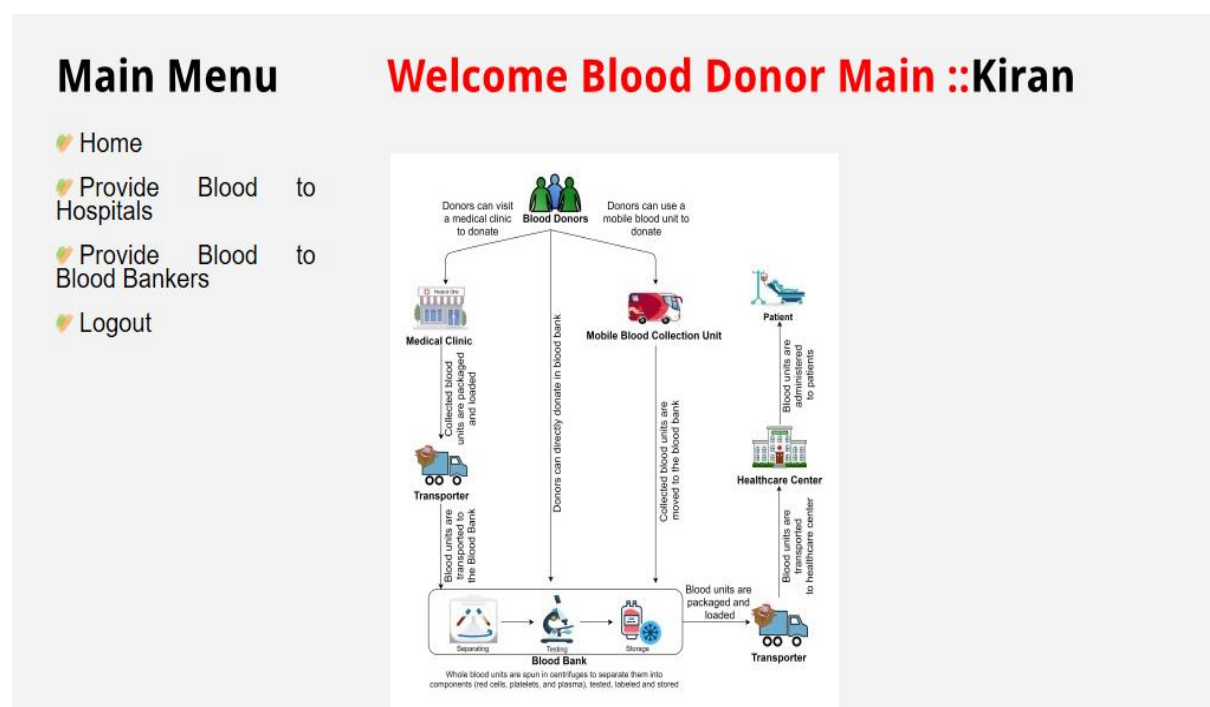 Main Menu
Welcome Blood Donor Main ::Kiran
Home
Provide Blood to
Hospitals
Provide Blood to
Blood Bankers
Logout
Donors can visit
a medical clinic
to donate
Blood Donors
Donors can use a
mobile blood unit to
donate
Medical Clinic
Medical Clinic
Mobile Blood Collection Unit
Patient
Collected blood
units are packaged
and loaded
Donors can directly donate in blood bank
Collected blood units are
moved to the blood bank
Blood units are
administered
to patients
Transporter
Healthcare Center
Blood units are
transported to
the Blood Bank
Blood units are
transported
to healthcare center
Blood units are
packaged and
loaded
Separating
Testing
Storage
Blood Bank
Transporter
Whole blood units are spun in centrifuges to separate them into
components (red cells, platelets, and plasma), tested, labeled and stored